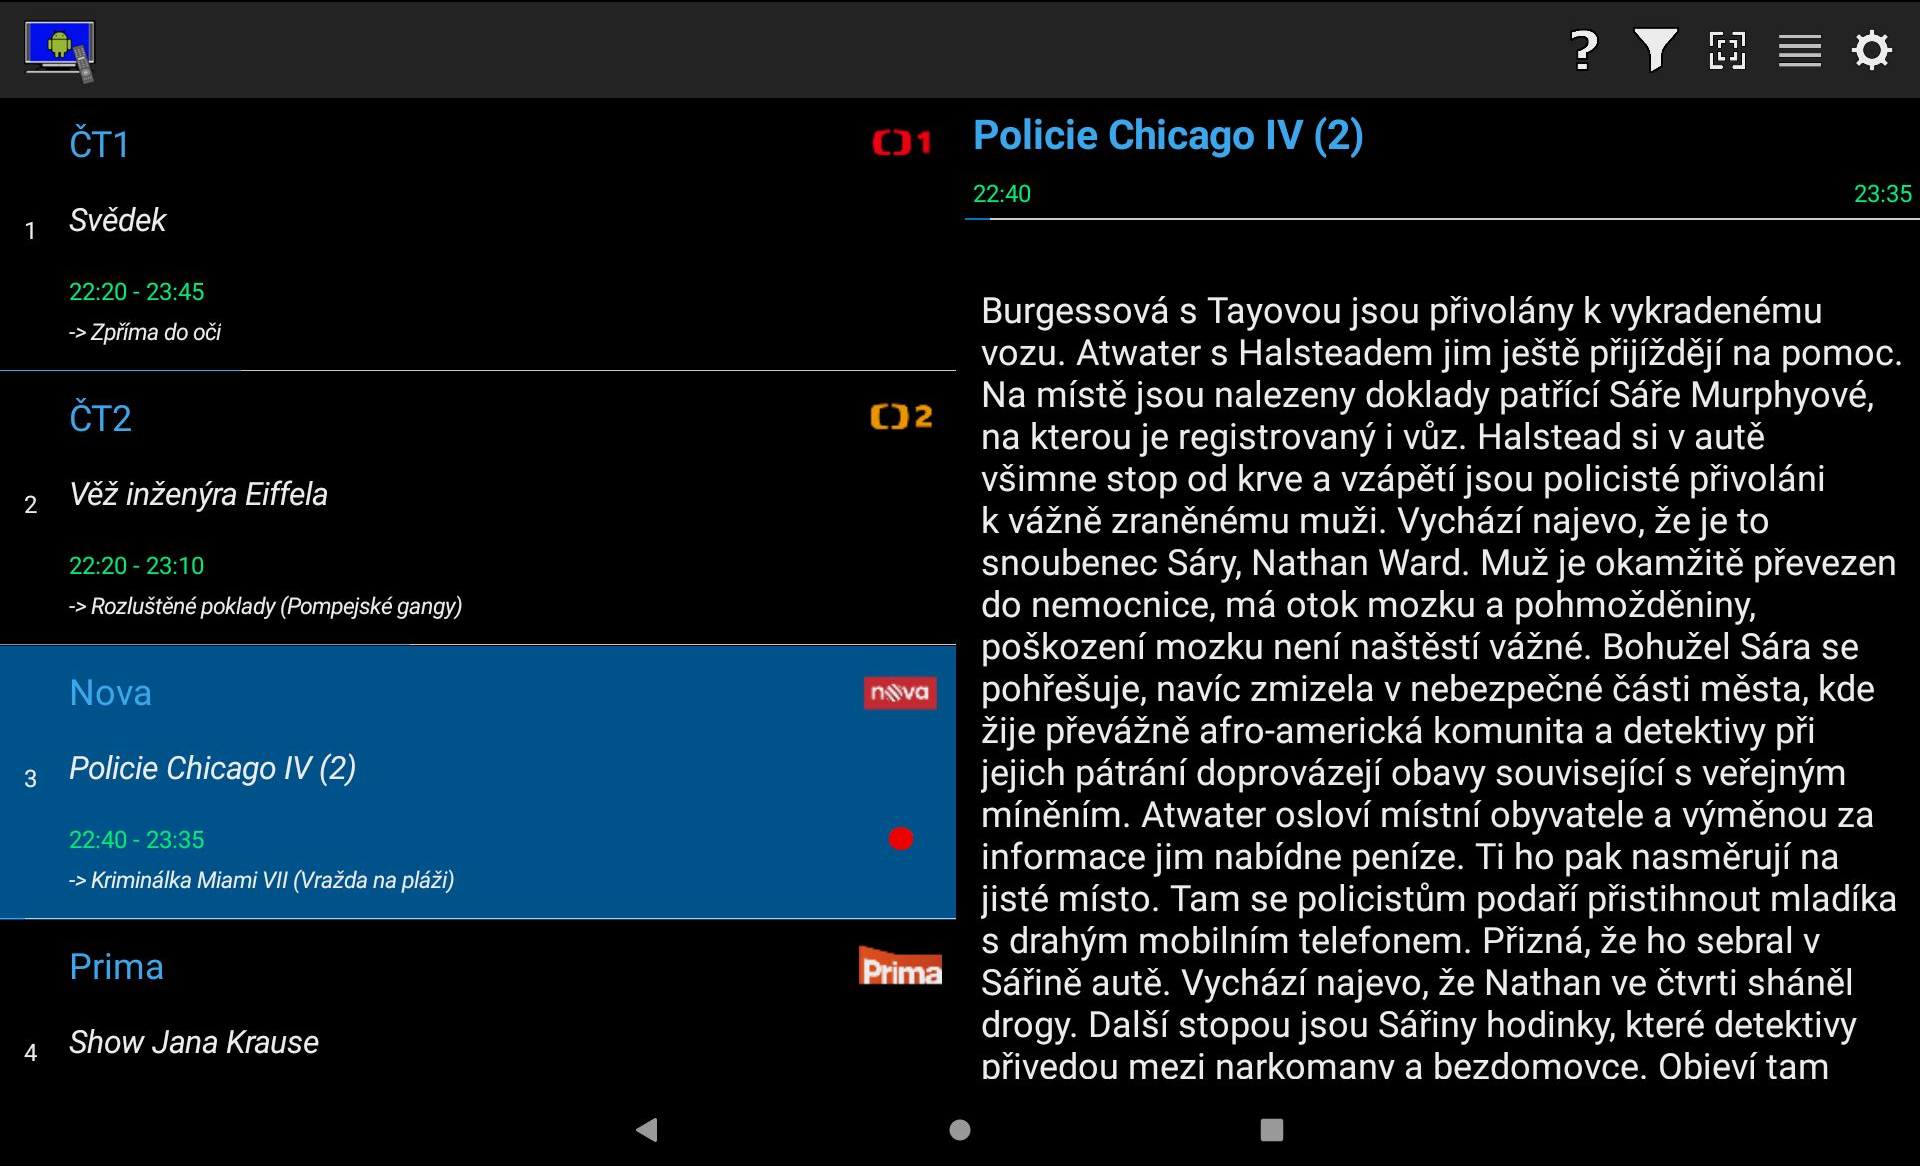 ?
ČT1
1
1
Svědek
22:20 - 23:45
-> Zpříma do očí
ČT2
2
2
Věž inženýra Eiffela
22:20 - 23:10
-> Rozluštěné poklady (Pompejské gangy)
Nova
nova
3
Policie Chicago IV (2)
22:40 - 23:35
-> Kriminálka Miami VII (Vražda na pláži)
Prima
Prima
4
Show Jana Krause
Policie Chicago IV (2)
22:40
23:35
Burgessová s Tayovou jsou přivolány k vykradenému
vozu. Atwater s Halsteadem jim ještě přijíždějí na pomoc.
Na místě jsou nalezeny doklady patřící Sáře Murphyové,
na kterou je registrovaný i vůz. Halstead si v autě
všimne stop od krve a vzápětí jsou policisté přivoláni
k vážně zraněnému muži. Vychází najevo, že je to
snoubenec Sáry, Nathan Ward. Muž je okamžitě převezen
do nemocnice, má otok mozku a pohmožděniny,
poškození mozku není naštěstí vážné. Bohužel Sára se
pohřešuje, navíc zmizela v nebezpečné části města, kde
žije převážně afro-americká komunita a detektivy při
jejich pátrání doprovázejí obavy související s veřejným
míněním. Atwater osloví místní obyvatele a výměnou za
informace jim nabídne peníze. Ti ho pak nasměrují na
jisté místo. Tam se policistům podaří přistihnout mladíka
s drahým mobilním telefonem. Přizná, že ho sebral v
Sářině autě. Vychází najevo, že Nathan ve čtvrti sháněl
drogy. Další stopou jsou Sářiny hodinky, které detektivy
přivedou mezi narkomany a bezdomovce. Objeví tam